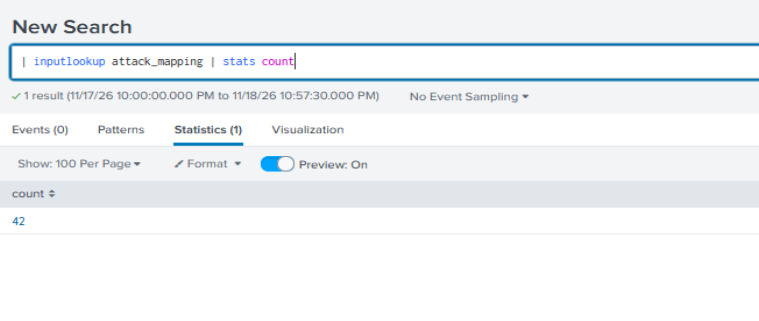 New Search
| inputlookup attack_mapping | stats count
✓ 1 result (11/17/26 10:00:00.000 PM to 11/18/26 10:57:30.000 PM) No Event Sampling
Events (0) Patterns Statistics (1) Visualization
Show: 100 Per Page Format Preview: On
count
42